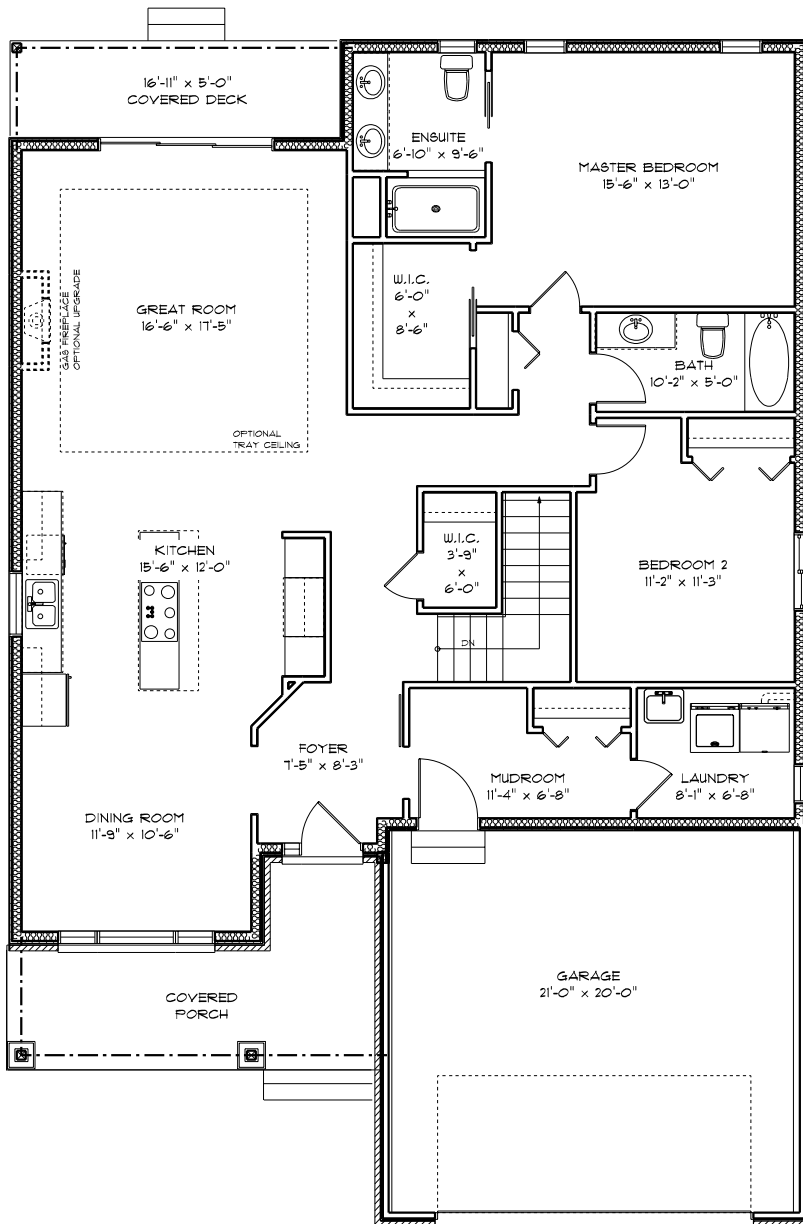 16'-11" x 5'-0"
COVERED DECK
ENSUITE
6'-10" x 9'-6"
MASTER BEDROOM
15'-6" x 13'-0"
W.I.C.
6'-0"
x
8'-6"
GREAT ROOM
16'-6" x 17'-5"
GAS FIREPLACE
OPTIONAL UPGRADE
BATH
10'-2" x 5'-0"
OPTIONAL
TRAY CEILING
KITCHEN
15'-6" x 12'-0"
W.I.C.
3'-9"
x
6'-0"
BEDROOM 2
11'-2" x 11'-3"
DN
FOYER
7'-5" x 8'-3"
MUDROOM
11'-4" x 6'-8"
LAUNDRY
8'-1" x 6'-8"
DINING ROOM
11'-9" x 10'-6"
GARAGE
21'-0" x 20'-0"
COVERED
PORCH